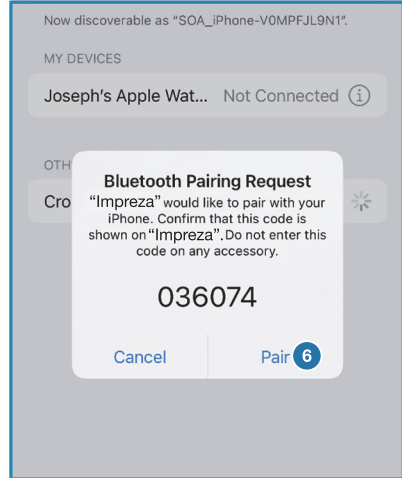 Now discoverable as “SOA_iPhone-V0MPFJL9N1”.
MY DEVICES
Joseph’s Apple Wat... Not Connected
OTH
Cro
Bluetooth Pairing Request
“Impreza” would like to pair with your
iPhone. Confirm that this code is
shown on “Impreza”. Do not enter this
code on any accessory.
036074
Cancel Pair 6